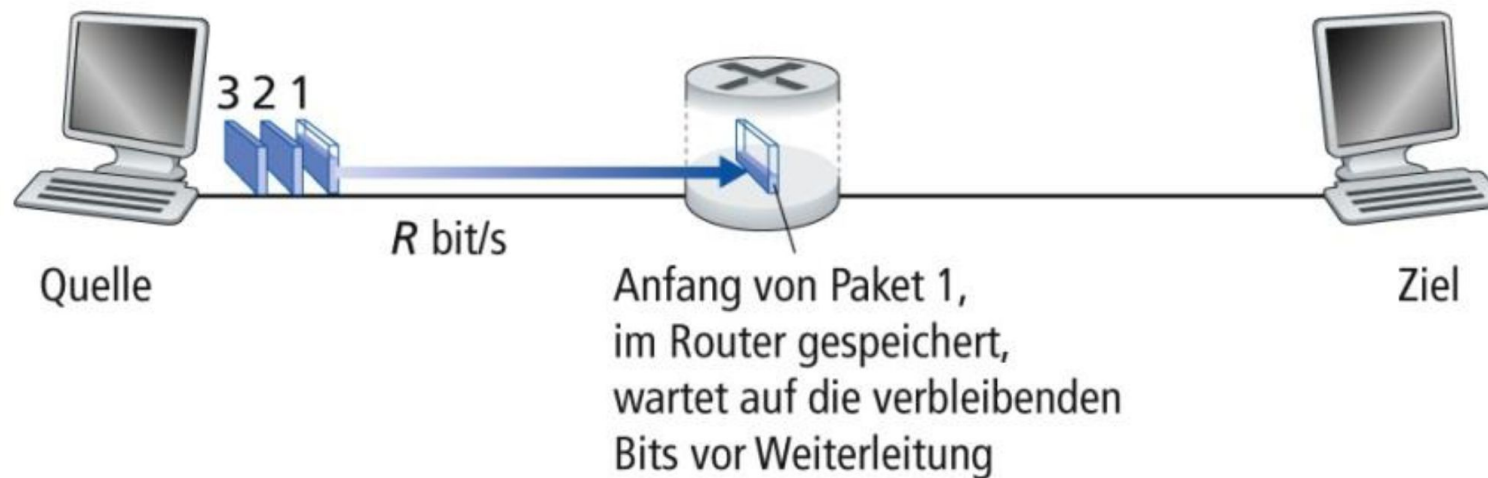 3 2 1
R bit/s
Quelle
Anfang von Paket 1,
im Router gespeichert,
wartet auf die verbleibenden
Bits vor Weiterleitung
Ziel